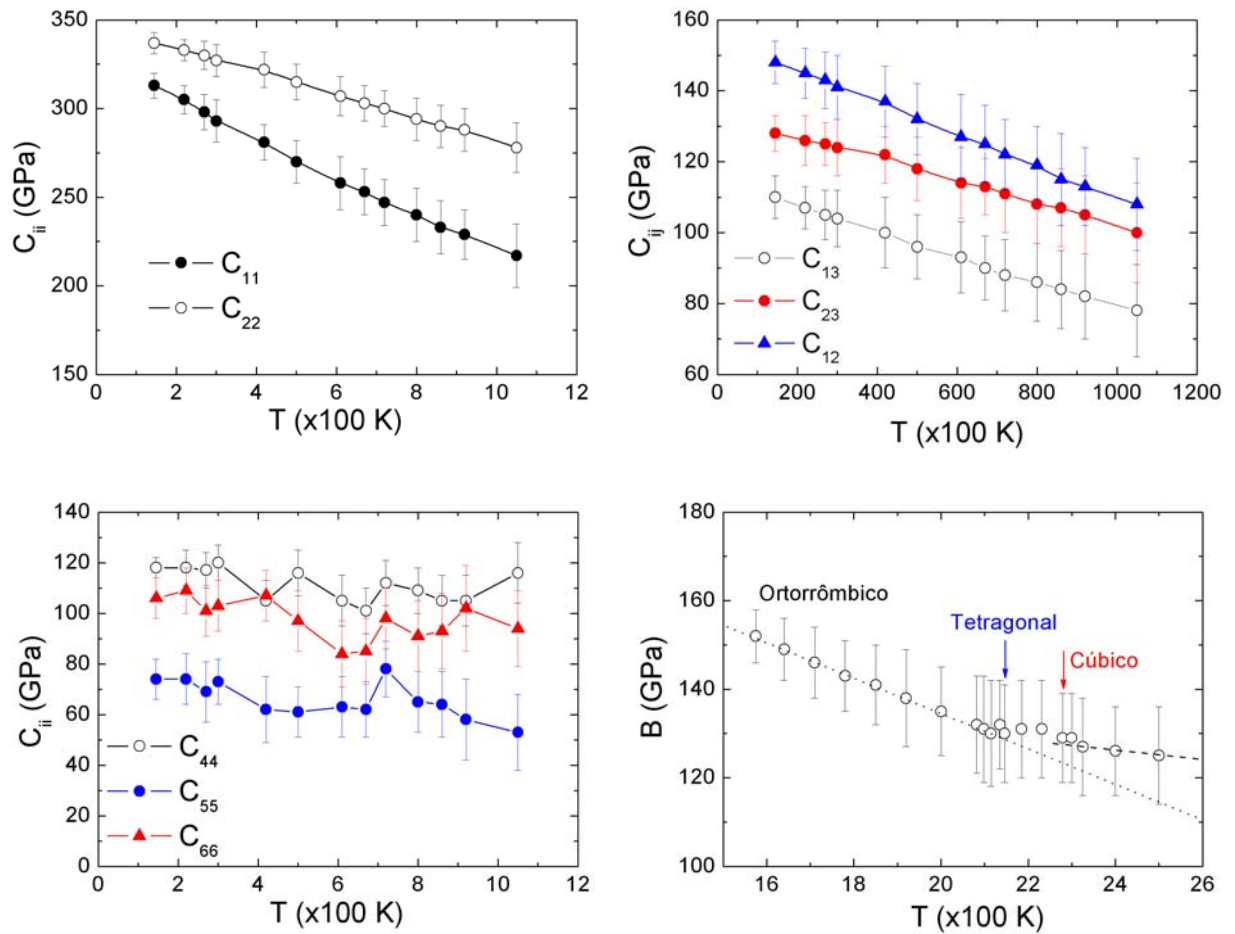 350
300
250
200
150
C_ii (GPa)
C_11
C_22
0 2 4 6 8 10 12
T (x100 K)
160
140
120
100
80
60
C_ij (GPa)
C_13
C_23
C_12
0 200 400 600 800 1000 1200
T (x100 K)
140
120
100
80
60
40
20
0
C_ii (GPa)
C_44
C_55
C_66
0 2 4 6 8 10 12
T (x100 K)
180
160
140
120
100
B (GPa)
Ortorrômbico
Tetragonal
Cúbico
16 18 20 22 24 26
T (x100 K)